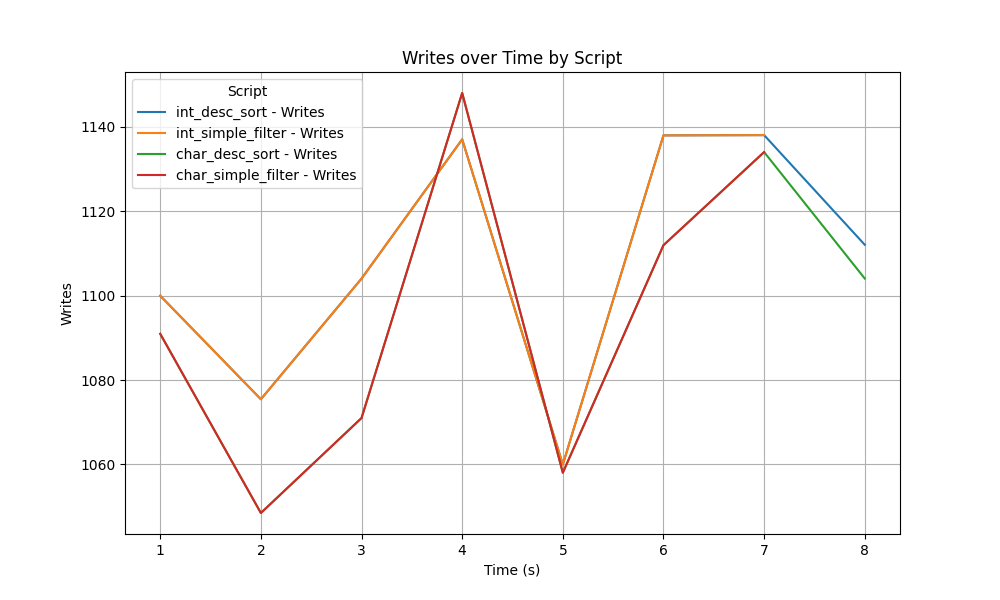 Writes over Time by Script
Script
int_desc_sort - Writes
int_simple_filter - Writes
char_desc_sort - Writes
char_simple_filter - Writes
1140
1120
1100
1080
1060
Writes
1 2 3 4 5 6 7 8
Time (s)